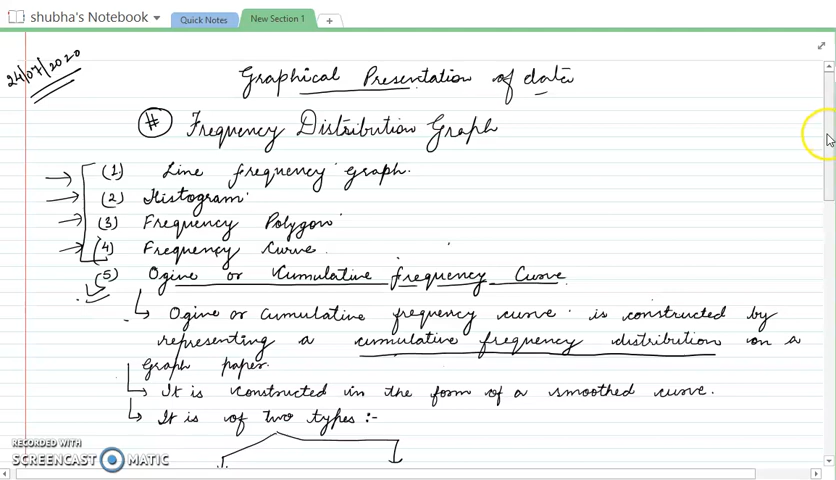 shubha's Notebook
Quick Notes
New Section 1
24/07/2020
Graphical Presentation of data
# Frequency Distribution Graph
(1) Line frequency graph.
(2) Histogram
(3) Frequency Polygon
(4) Frequency Curve
(5) Ogive or Cumulative frequency Curve
Ogive or Cumulative frequency curve is constructed by
representing a cumulative frequency distribution on a
Graph paper.
It is constructed in the form of a smoothed curve.
It is of two types :-
RECORDED WITH
SCREENCAST MATIC